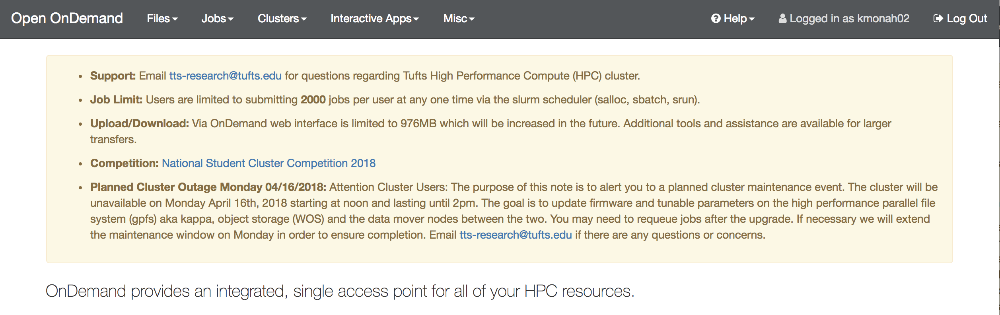 Open OnDemand Files Jobs Clusters Interactive Apps Misc Help Logged in as kmonah02 Log Out
• Support: Email tts-research@tufts.edu for questions regarding Tufts High Performance Compute (HPC) cluster.
• Job Limit: Users are limited to submitting 2000 jobs per user at any one time via the slurm scheduler (salloc, sbatch, srun).
• Upload/Download: Via OnDemand web interface is limited to 976MB which will be increased in the future. Additional tools and assistance are available for larger
transfers.
• Competition: National Student Cluster Competition 2018
• Planned Cluster Outage Monday 04/16/2018: Attention Cluster Users: The purpose of this note is to alert you to a planned cluster maintenance event. The cluster will be
unavailable on Monday April 16th, 2018 starting at noon and lasting until 2pm. The goal is to update firmware and tunable parameters on the high performance parallel file
system (gpfs) aka kappa, object storage (WOS) and the data mover nodes between the two. You may need to requeue jobs after the upgrade. If necessary we will extend
the maintenance window on Monday in order to ensure completion. Email tts-research@tufts.edu if there are any questions or concerns.
OnDemand provides an integrated, single access point for all of your HPC resources.